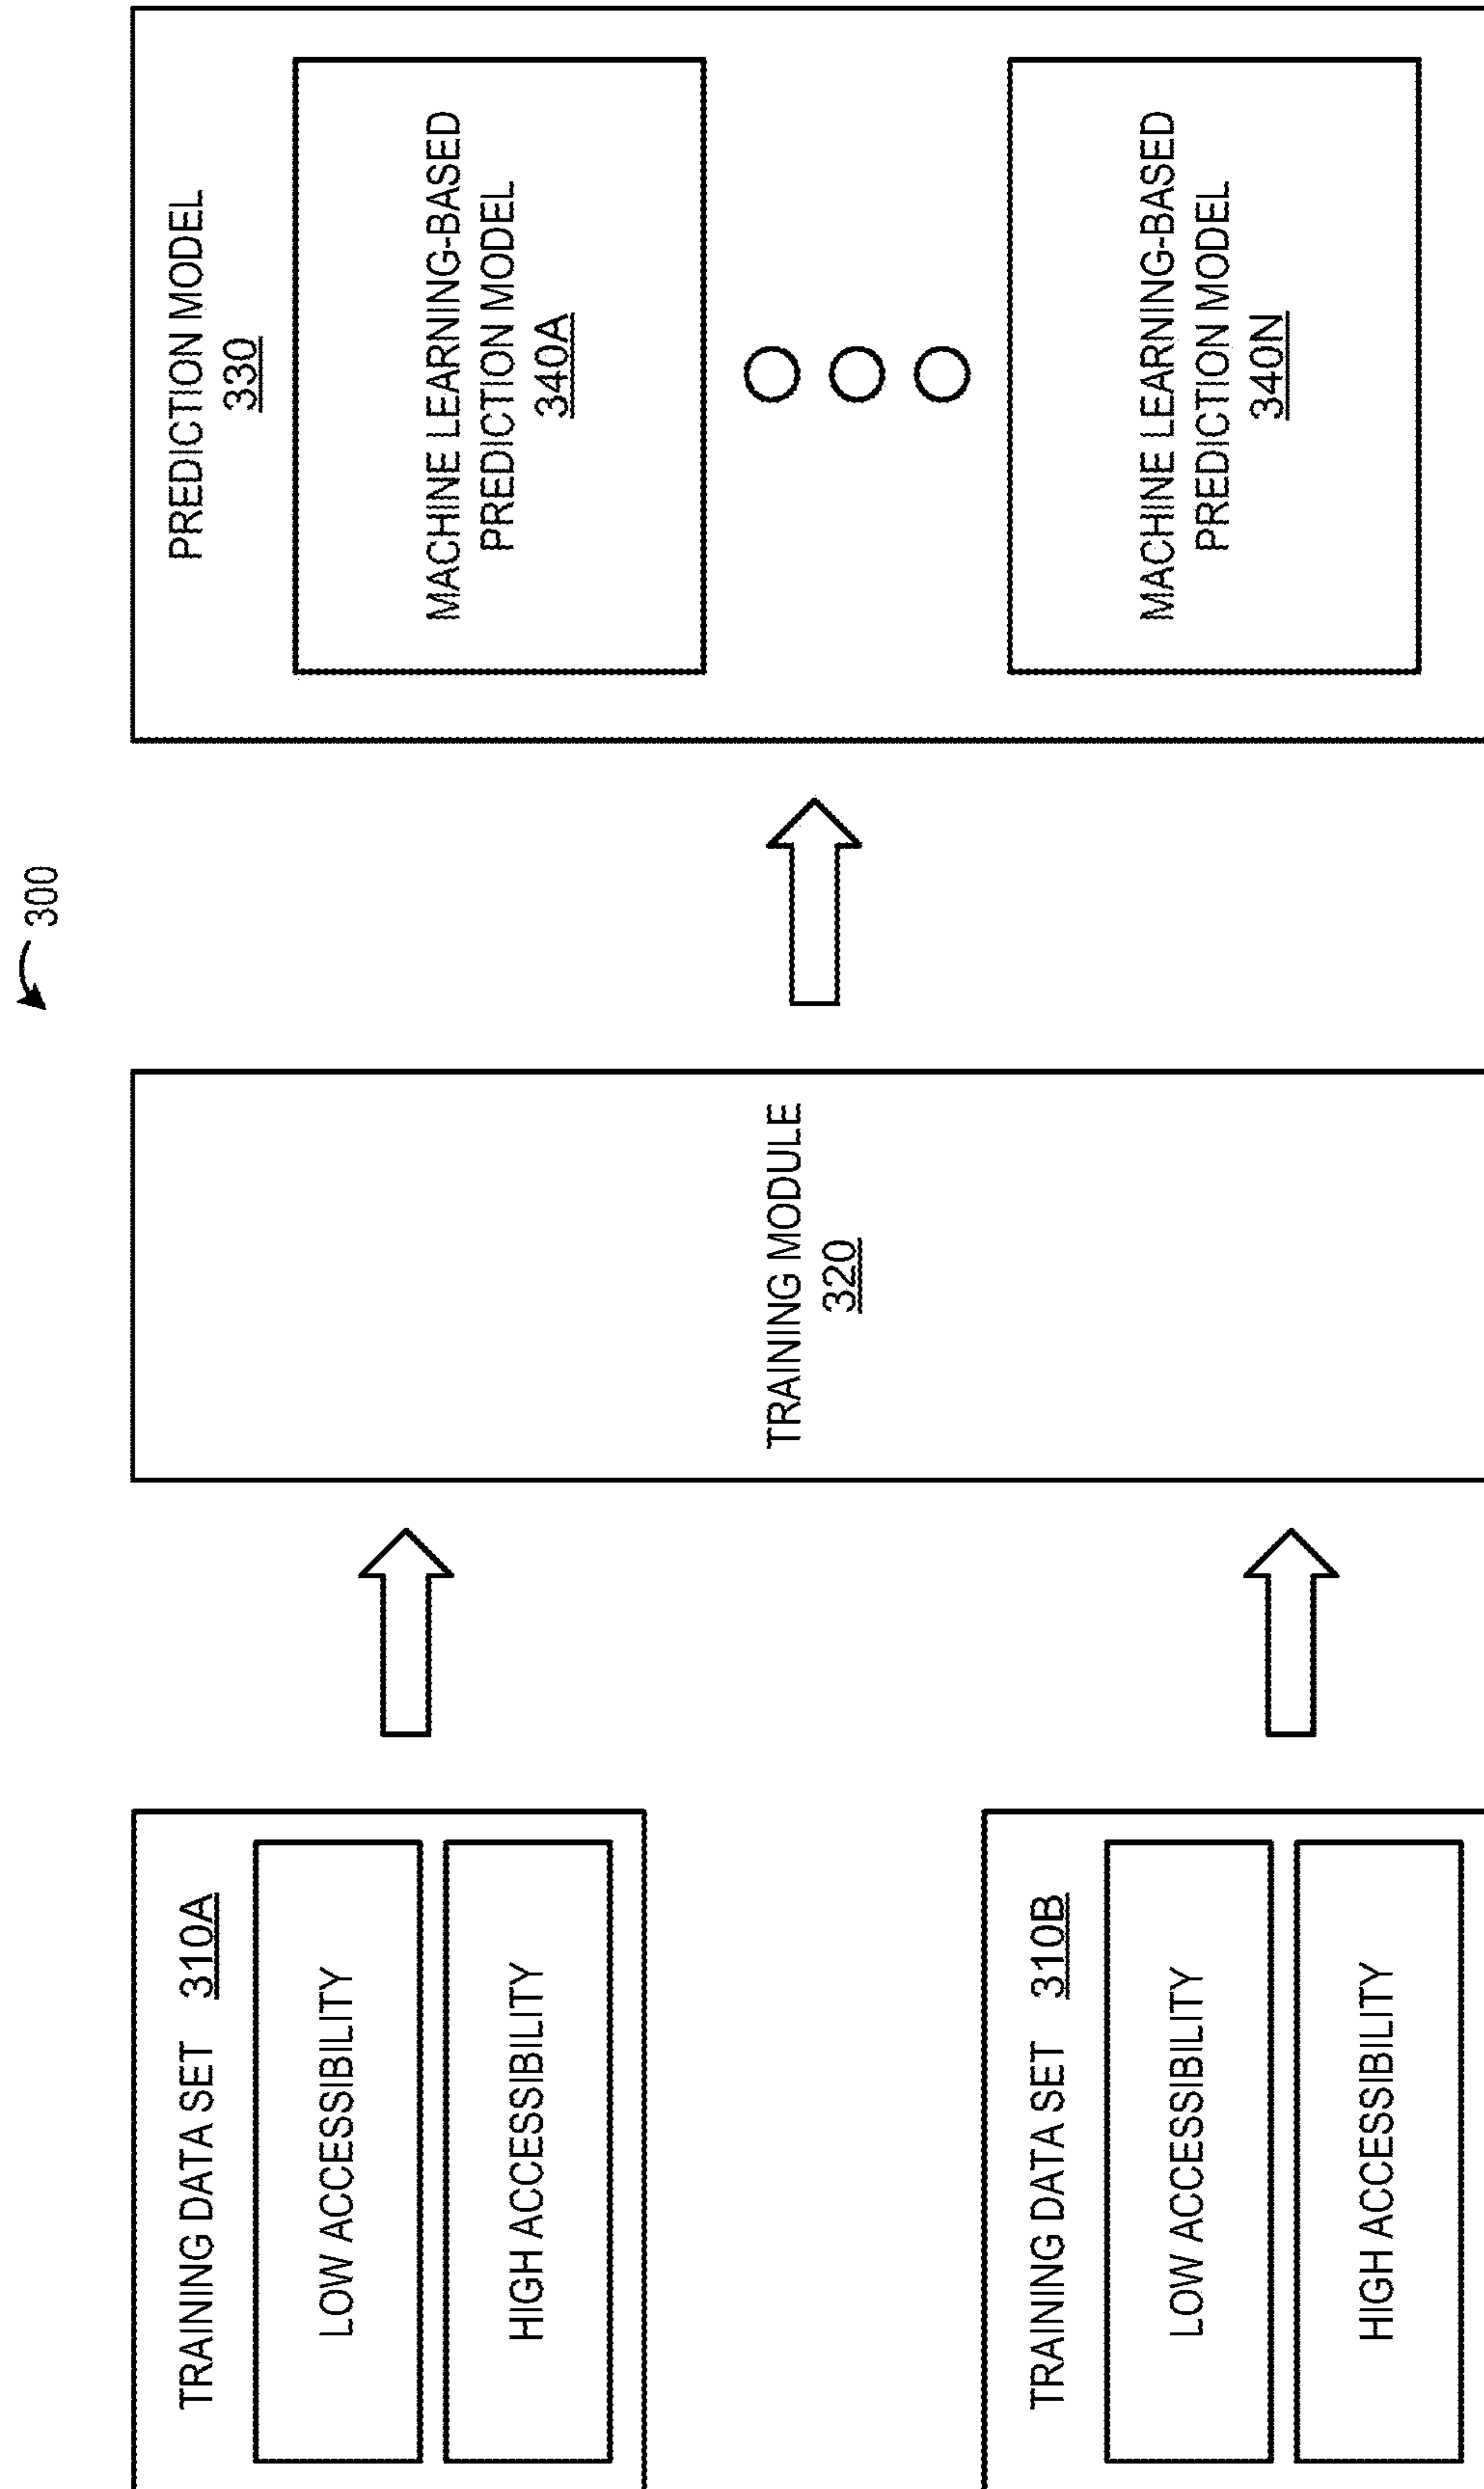 300
TRAINING DATA SET 310A
LOW ACCESSIBILITY
HIGH ACCESSIBILITY
TRAINING DATA SET 310B
LOW ACCESSIBILITY
HIGH ACCESSIBILITY
TRAINING MODULE
320
PREDICTION MODEL
330
MACHINE LEARNING-BASED
PREDICTION MODEL
340A
MACHINE LEARNING-BASED
PREDICTION MODEL
340N